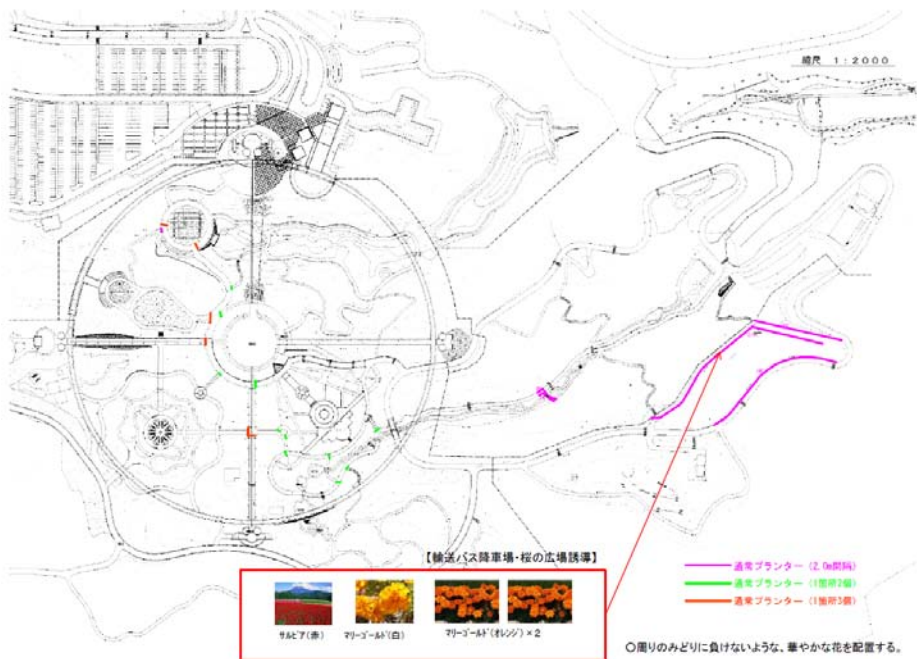 縮尺 1:2000
【輸送バス降車場・桜の広場誘導】
サルビア(赤)
マリーゴールド(白)
マリーゴールド(オレンジ)×2
通常プランター(2.0m間隔)
通常プランター(1箇所2個)
通常プランター(1箇所3個)
○周りのみどりに負けないような、華やかな花を配置する。